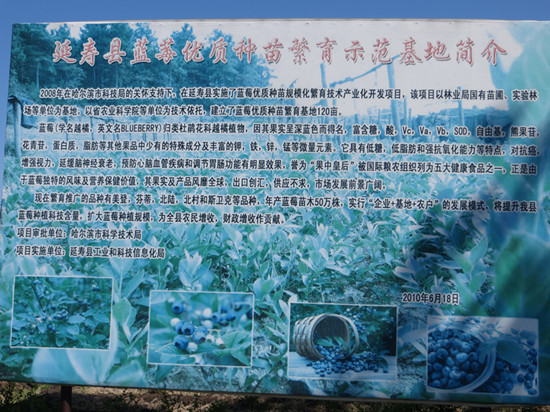 延寿县蓝莓优质种苗繁育示范基地简介
2008年在哈尔滨市科技局的关怀支持下，在延寿县实施了蓝莓优质种苗规模化繁育技术产业化开发项目，该项目以林业局国有苗圃、实验林
场等单位为基地，以省农业科学院等单位为技术依托，建立了蓝莓优质种苗繁育基地120亩。
蓝莓（学名越橘，英文名BLUEBERRY）归类杜鹃花科越橘植物，因其果实呈深蓝色而得名，富含糖，酸，Vc，Va，Vb，SOD，自由基，熊果苷，
花青苷，蛋白质，脂肪等其他果品中少有的特殊成分及丰富的钾，铁，锌，锰等微量元素，它具有低糖，低脂肪和强抗氧化能力等特点，对抗癌，
增强视力，延缓脑神经衰老，预防心脑血管疾病和调节胃肠功能有明显效果，誉为“果中皇后”被国际粮农组织列为五大健康食品之一，正是由
于蓝莓独特的风味及营养保健价值，其果实及产品风靡全球，出口创汇，供应不求，市场发展前景广阔。
现在繁育推广的品种有美登，芬蒂，北陆，北村和斯卫克等品种，年产蓝莓苗木50万株，实行“企业+基地+农户”的发展模式，将提升我县
蓝莓种植科技含量，扩大蓝莓种植规模，为全县农民增收，财政增收作贡献。
项目审批单位：哈尔滨市科学技术局
项目实施单位：延寿县工业和科技信息化局
2010年6月18日